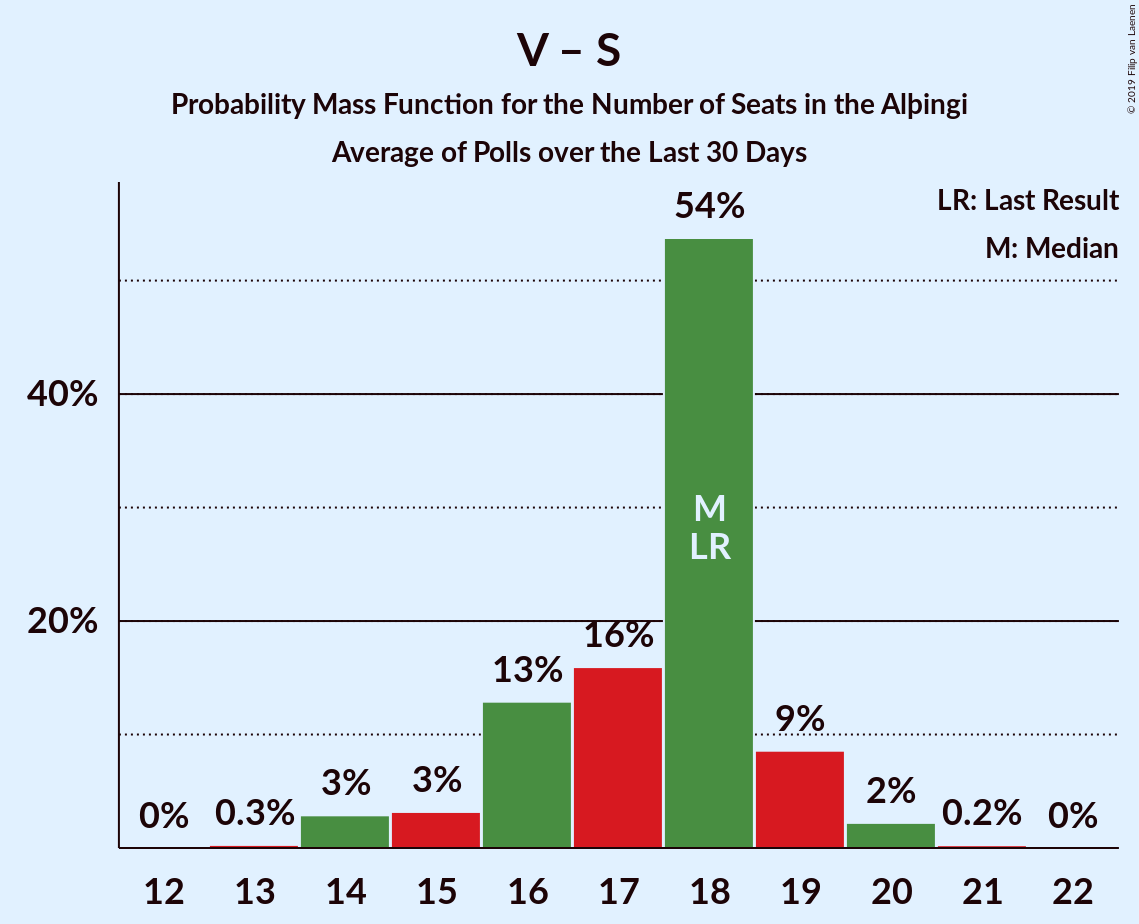 V – S
Probability Mass Function for the Number of Seats in the Alþingi
Average of Polls over the Last 30 Days
© 2019 Filip van Laenen
LR: Last Result
M: Median
40%
20%
0%
0.3%
3%
3%
13%
16%
54%
9%
2%
0.2%
0%
M
LR
12 13 14 15 16 17 18 19 20 21 22